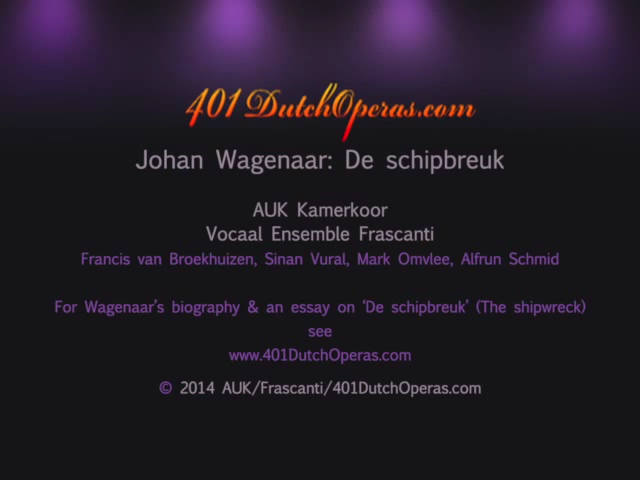 401DutchOperas.com
Johan Wagenaar: De schipbreuk
AUK Kamerkoor
Vocaal Ensemble Frascanti
Francis van Broekhuizen, Sinan Vural, Mark Omvlee, Alfrun Schmid
For Wagenaar's biography & an essay on 'De schipbreuk' (The shipwreck)
see
www.401DutchOperas.com
© 2014 AUK/Frascanti/401DutchOperas.com